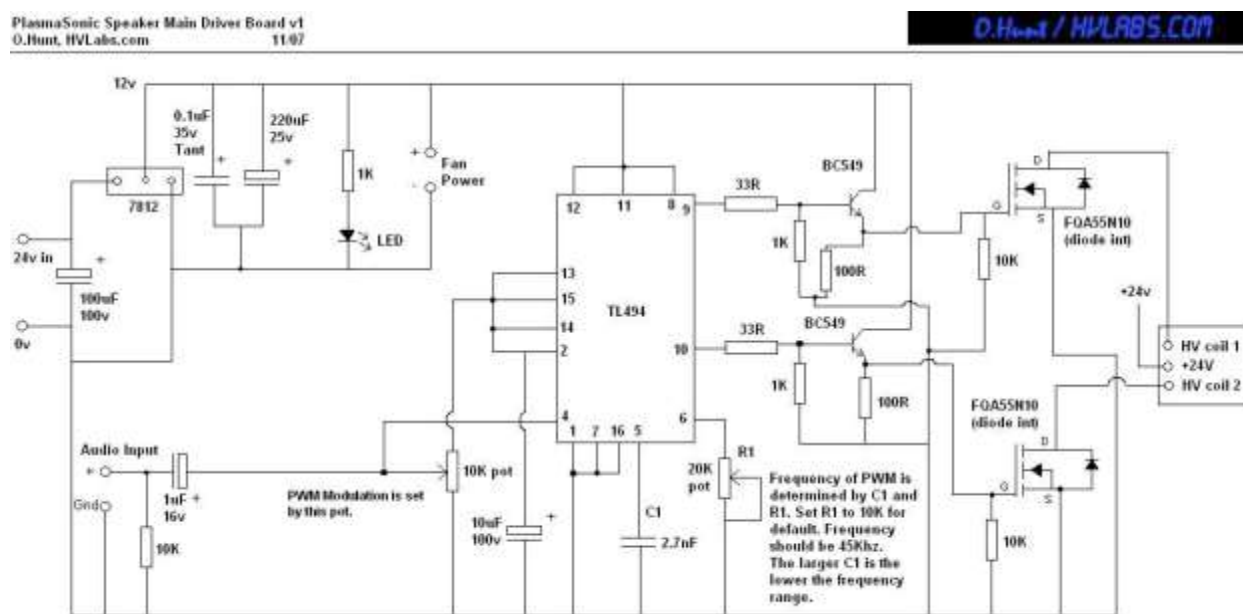 PlasmaSonic Speaker Main Driver Board v1
O.Hunt, HVLabs.com 11/07
O.Hunt / HVLABS.COM
12v
0.1uF
35v
Tant
+
220uF
25v
+
1K
+
Fan
-
Power
7812
LED
24v in
+
100uF
100v
0v
12
11
8
9
13
15
14
2
4
TL494
10
6
1
7
16
5
33R
BC549
1K
100R
33R
BC549
1K
100R
D
G
S
FQA55N10
(diode int)
10K
+24v
HV coil 1
+24V
HV coil 2
FQA55N10
(diode int)
D
G
S
10K
Audio Input
+
Gnd
1uF +
16v
10K
10K pot
PWM Modulation is set
by this pot.
10uF
100v
+
C1
2.7nF
R1
20K
pot
Frequency of PWM is
determined by C1 and
R1. Set R1 to 10K for
default. Frequency
should be 45Khz.
The larger C1 is the
lower the frequency
range.